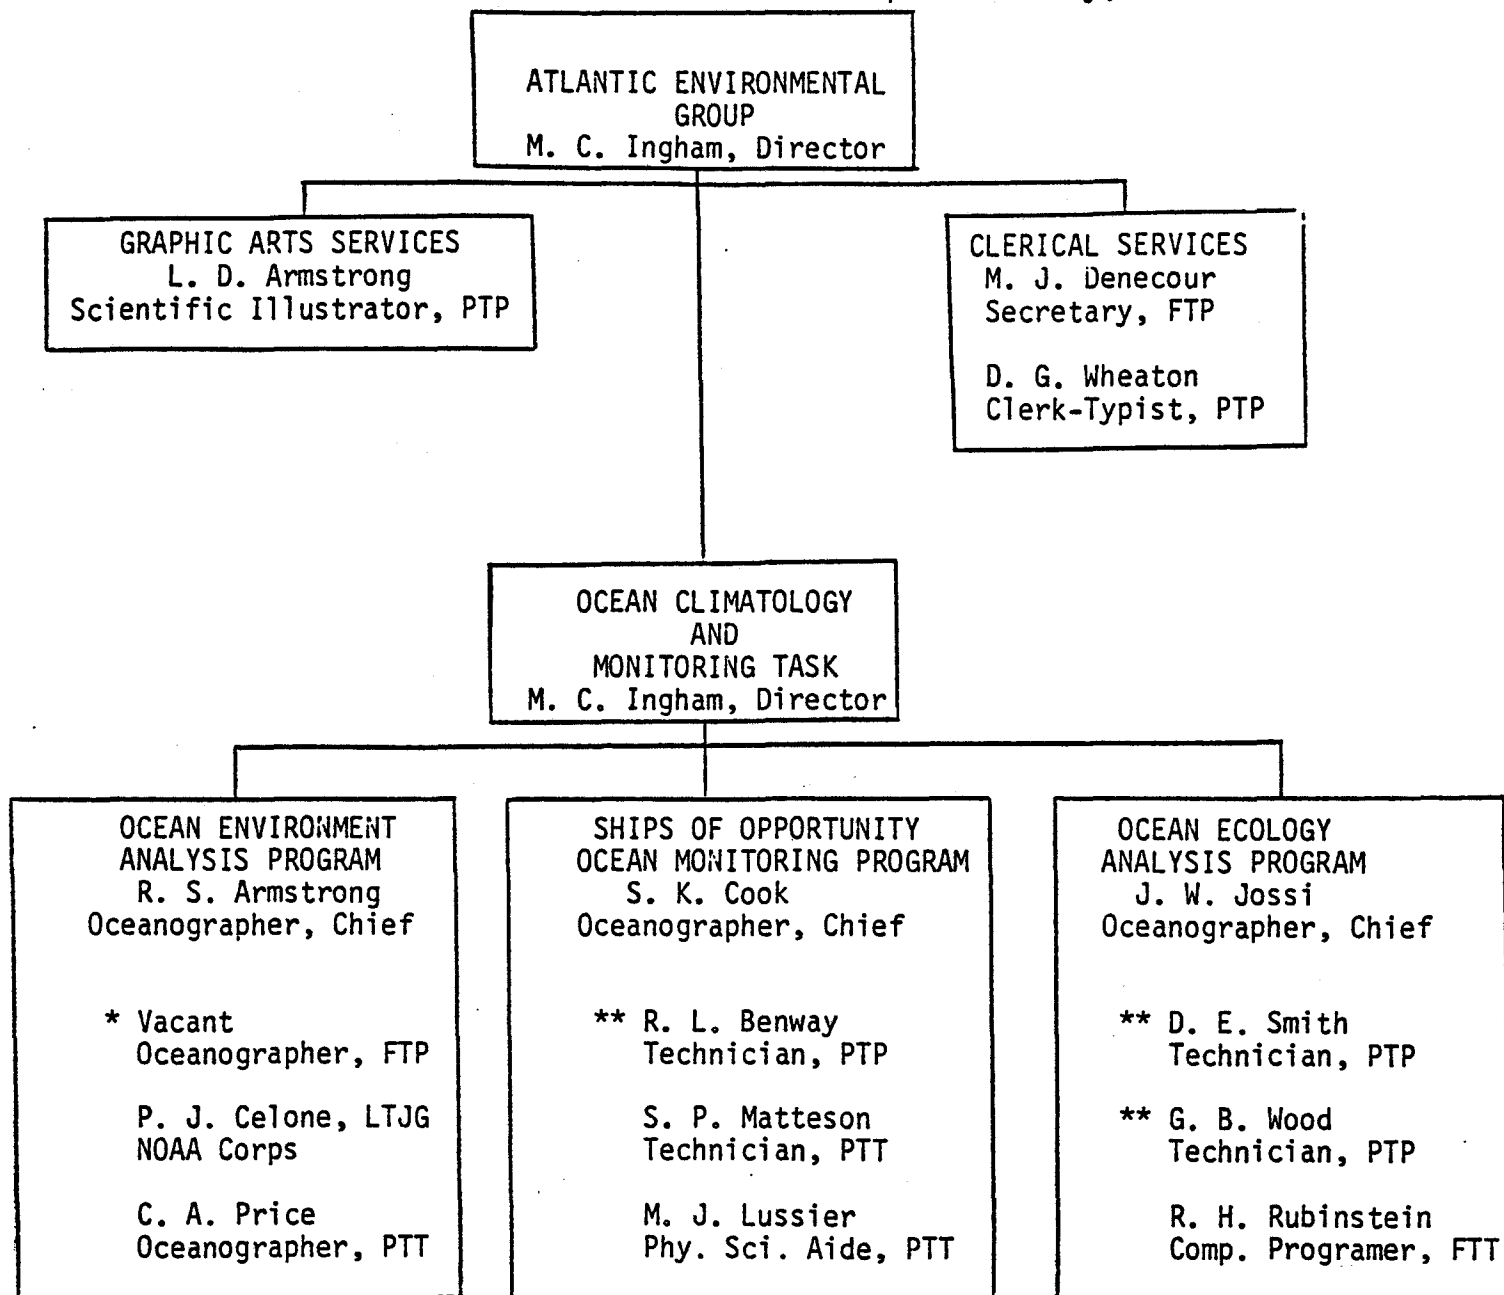 ATLANTIC ENVIRONMENTAL
GROUP
M. C. Ingham, Director
GRAPHIC ARTS SERVICES
L. D. Armstrong
Scientific Illustrator, PTP
CLERICAL SERVICES
M. J. Denecour
Secretary, FTP
D. G. Wheaton
Clerk-Typist, PTP
OCEAN CLIMATOLOGY
AND
MONITORING TASK
M. C. Ingham, Director
OCEAN ENVIRONMENT
ANALYSIS PROGRAM
R. S. Armstrong
Oceanographer, Chief
* Vacant
Oceanographer, FTP
P. J. Celone, LTJG
NOAA Corps
C. A. Price
Oceanographer, PTT
SHIPS OF OPPORTUNITY
OCEAN MONITORING PROGRAM
S. K. Cook
Oceanographer, Chief
** R. L. Benway
Technician, PTP
S. P. Matteson
Technician, PTT
M. J. Lussier
Phy. Sci. Aide, PTT
OCEAN ECOLOGY
ANALYSIS PROGRAM
J. W. Jossi
Oceanographer, Chief
** D. E. Smith
Technician, PTP
** G. B. Wood
Technician, PTP
R. H. Rubinstein
Comp. Programer, FTT